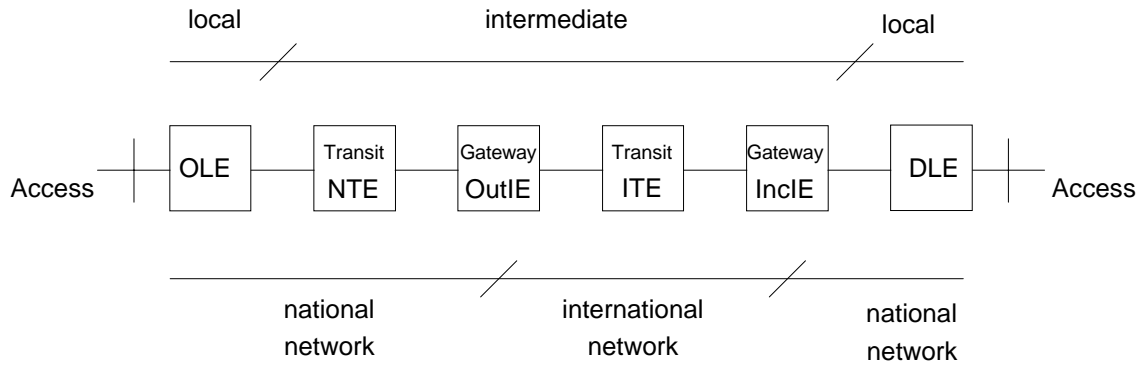 local
intermediate
local
Transit
Gateway
Transit
Gateway
OLE
NTE
OutIE
ITE
IncIE
DLE
Access
Access
national
network
international
network
national
network